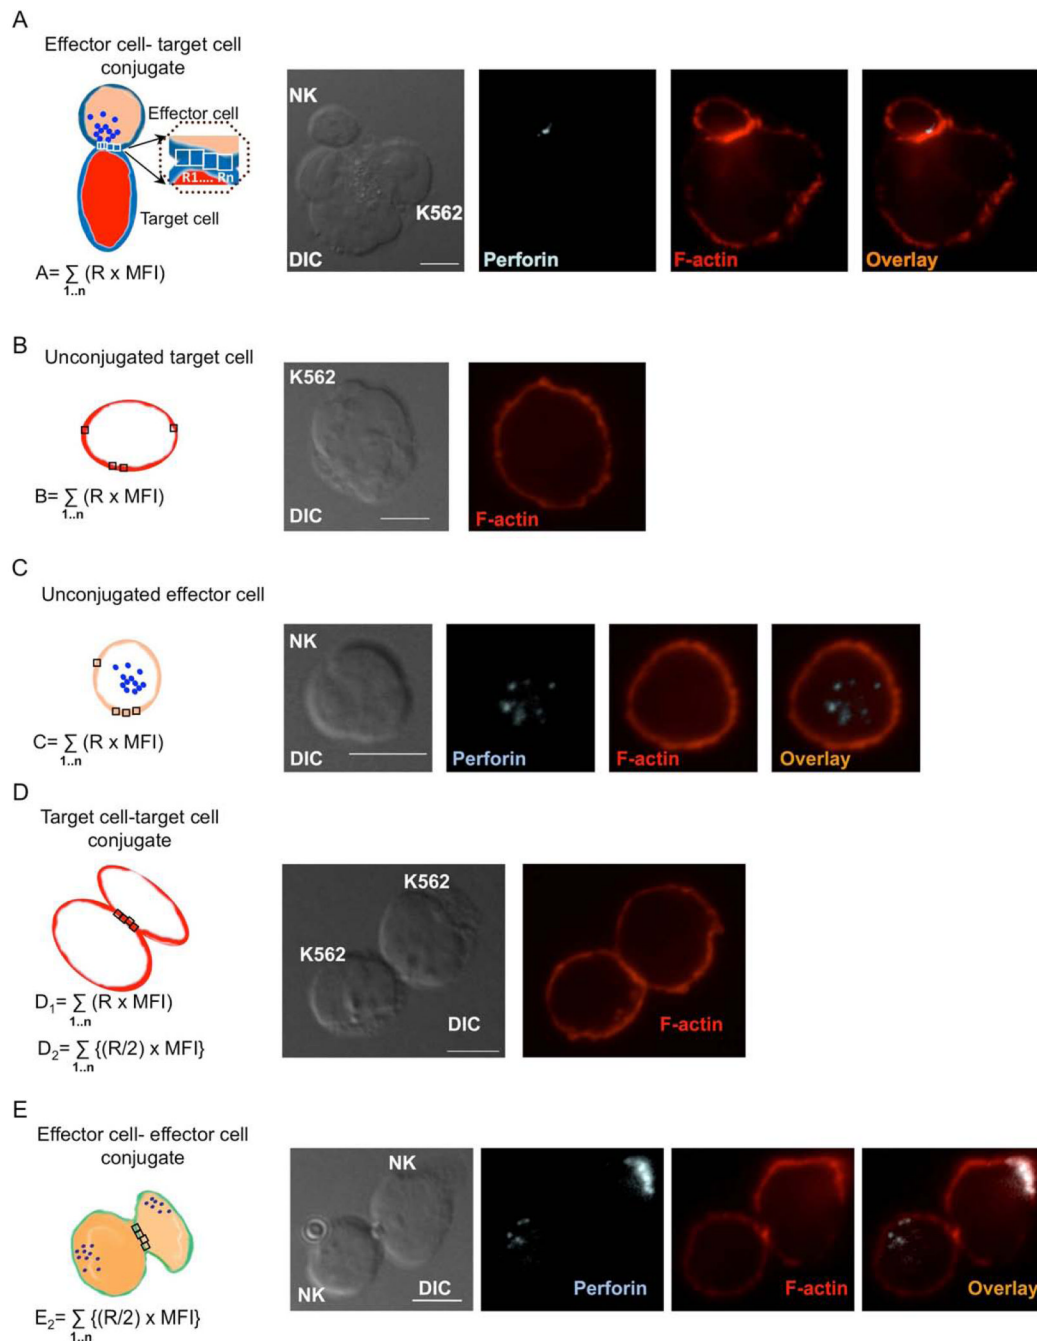 A
Effector cell- target cell
conjugate
Effector cell
R1.... Rn
Target cell
A= ∑ (R x MFI)
1..n
NK
K562
DIC
Perforin
F-actin
Overlay
B
Unconjugated target cell
B= ∑ (R x MFI)
1..n
K562
DIC
F-actin
C
Unconjugated effector cell
C= ∑ (R x MFI)
1..n
NK
DIC
Perforin
F-actin
Overlay
D
Target cell-target cell
conjugate
D₁= ∑ (R x MFI)
1..n
D₂= ∑ {(R/2) x MFI}
1..n
K562
K562
DIC
F-actin
E
Effector cell- effector cell
conjugate
E₂= ∑ {(R/2) x MFI}
1..n
NK
NK
DIC
Perforin
F-actin
Overlay